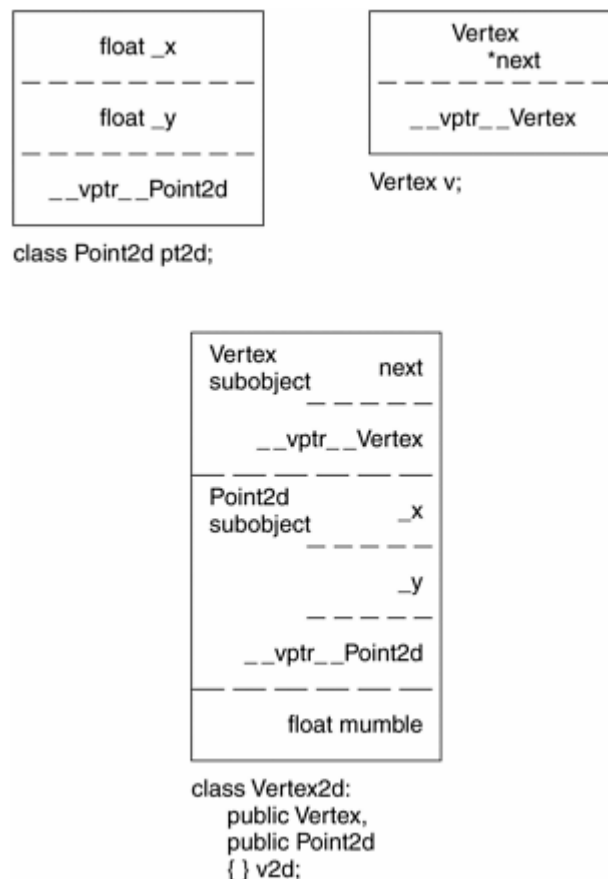 float _x
float _y
__vptr__Point2d
class Point2d pt2d;
Vertex
*next
__vptr__Vertex
Vertex v;
Vertex
subobject
next
__vptr__Vertex
Point2d
subobject
_x
_y
__vptr__Point2d
float mumble
class Vertex2d:
public Vertex,
public Point2d
{ } v2d;